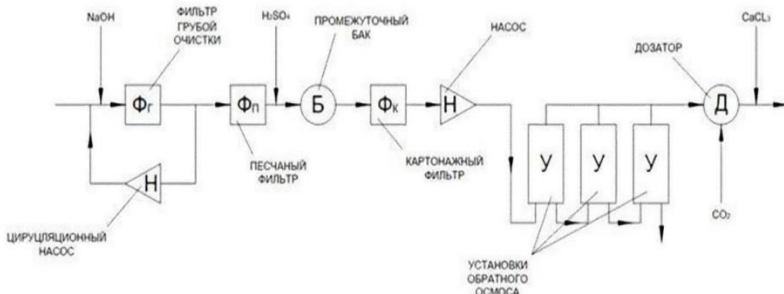 NaOH
ФИЛЬТР
ГРУБОЙ
ОЧИСТКИ
H₂SO₄
ПРОМЕЖУТОЧНЫЙ
БАК
НАСОС
ДОЗАТОР
CaCL₃
Фг
Фп
Б
Фк
Н
Д
Н
У
У
У
ПЕСЧАНЫЙ
ФИЛЬТР
КАРТОНАЖНЫЙ
ФИЛЬТР
CO₂
ЦИРУЦЛЯЦИОННЫЙ
НАСОС
УСТАНОВКИ
ОБРАТНОГО
ОСМОСА